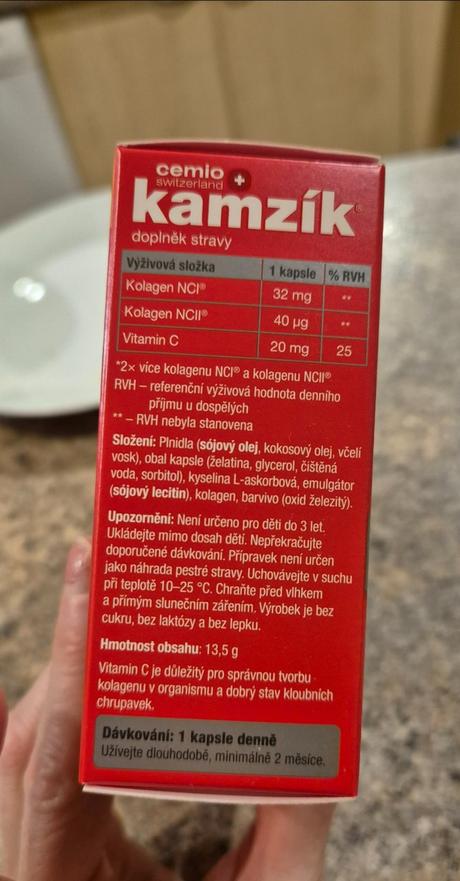 cemio
switzerland
kamzík®
doplněk stravy
Výživová složka 1 kapsle % RVH
Kolagen NCI® 32 mg **
Kolagen NCII® 40 µg **
Vitamin C 20 mg 25
*2× více kolagenu NCI® a kolagenu NCII®
RVH – referenční výživová hodnota denního
příjmu u dospělých
** – RVH nebyla stanovena
Složení: Plnidla (sójový olej, kokosový olej, včelí
vosk), obal kapsle (želatina, glycerol, čištěná
voda, sorbitol), kyselina L-askorbová, emulgátor
(sójový lecitin), kolagen, barvivo (oxid železitý).
Upozornění: Není určeno pro děti do 3 let.
Ukládejte mimo dosah dětí. Nepřekračujte
doporučené dávkování. Přípravek není určen
jako náhrada pestré stravy. Uchovávejte v suchu
při teplotě 10–25 °C. Chraňte před vlhkem
a přímým slunečním zářením. Výrobek je bez
cukru, bez laktózy a bez lepku.
Hmotnost obsahu: 13,5 g
Vitamin C je důležitý pro správnou tvorbu
kolagenu v organismu a dobrý stav kloubních
chrupavek.
Dávkování: 1 kapsle denně
Užívejte dlouhodobě, minimálně 2 měsíce.